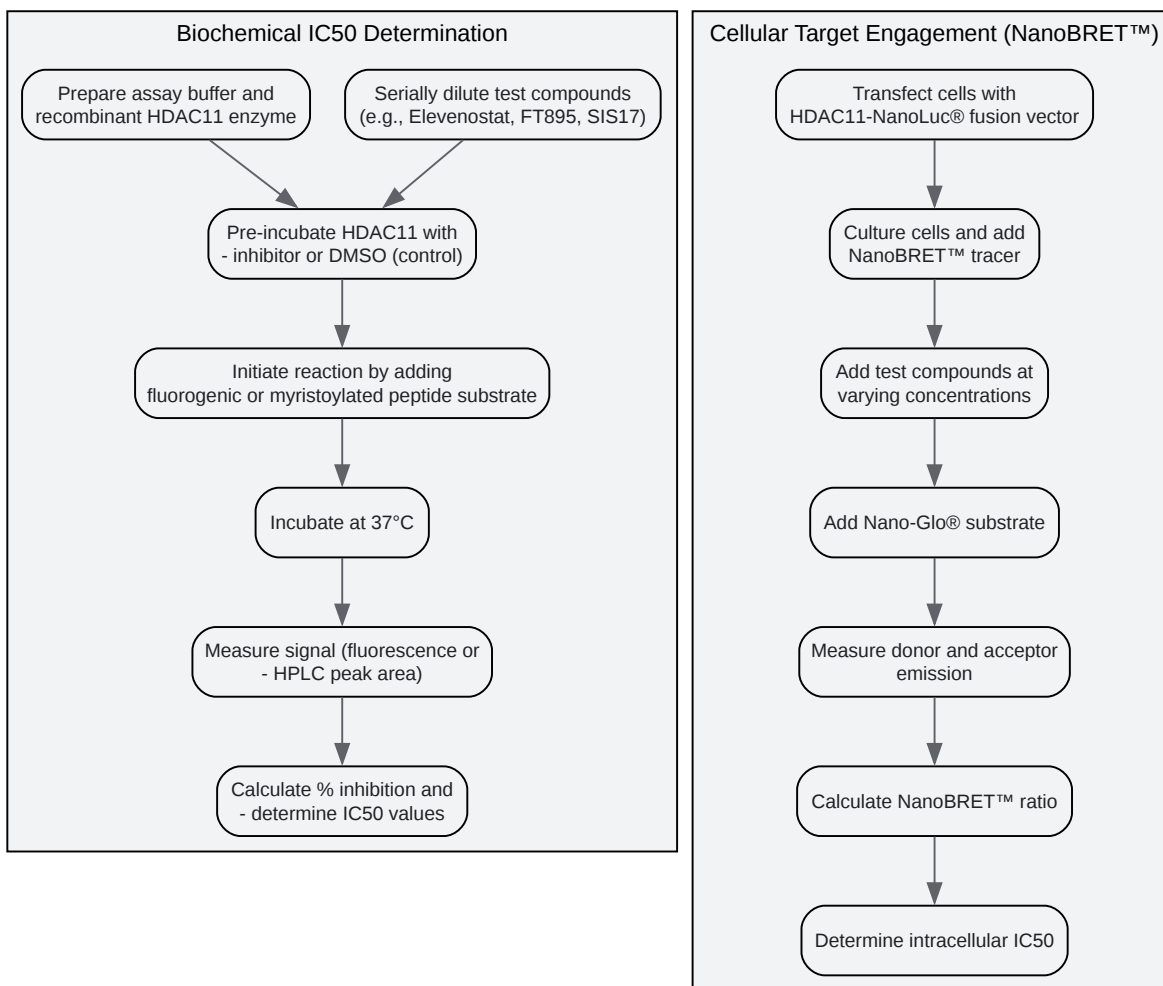 Biochemical IC50 Determination
Prepare assay buffer and
recombinant HDAC11 enzyme
Serially dilute test compounds
(e.g., Elevenostat, FT895, SIS17)
Pre-incubate HDAC11 with
- inhibitor or DMSO (control)
Initiate reaction by adding
fluorogenic or myristoylated peptide substrate
Incubate at 37°C
Measure signal (fluorescence or
- HPLC peak area)
Calculate % inhibition and
- determine IC50 values
Cellular Target Engagement (NanoBRET™)
Transfect cells with
HDAC11-NanoLuc® fusion vector
Culture cells and add
NanoBRET™ tracer
Add test compounds at
varying concentrations
Add Nano-Glo® substrate
Measure donor and acceptor
emission
Calculate NanoBRET™ ratio
Determine intracellular IC50